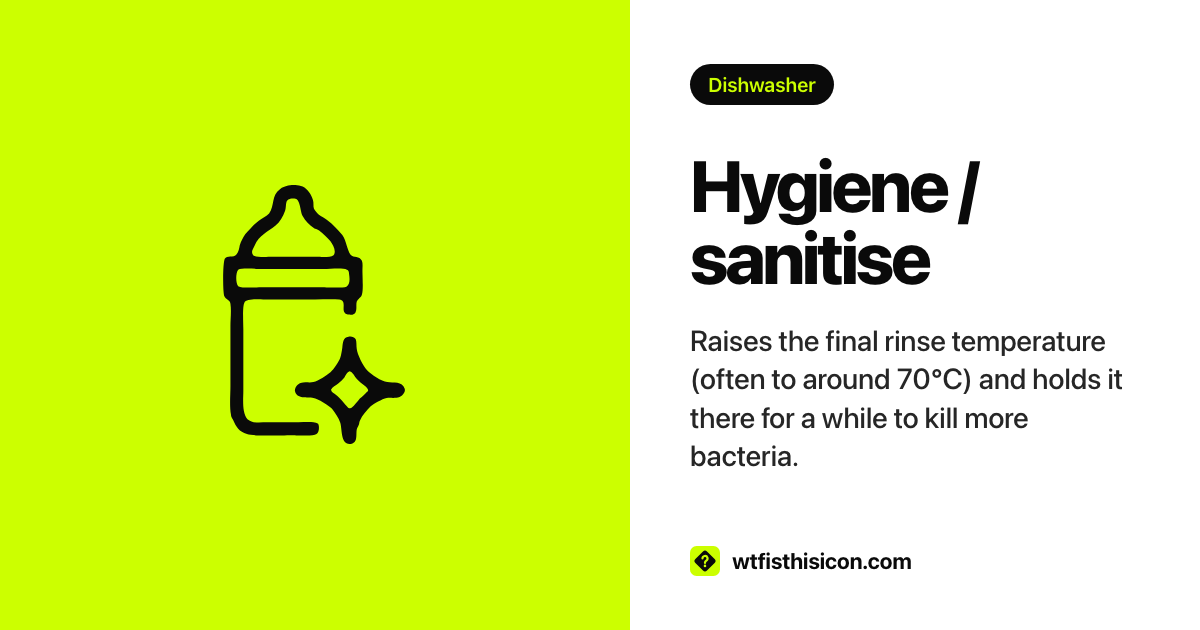 Dishwasher
Hygiene /
sanitise
Raises the final rinse temperature
(often to around 70°C) and holds it
there for a while to kill more
bacteria.
?
wtfisthisicon.com